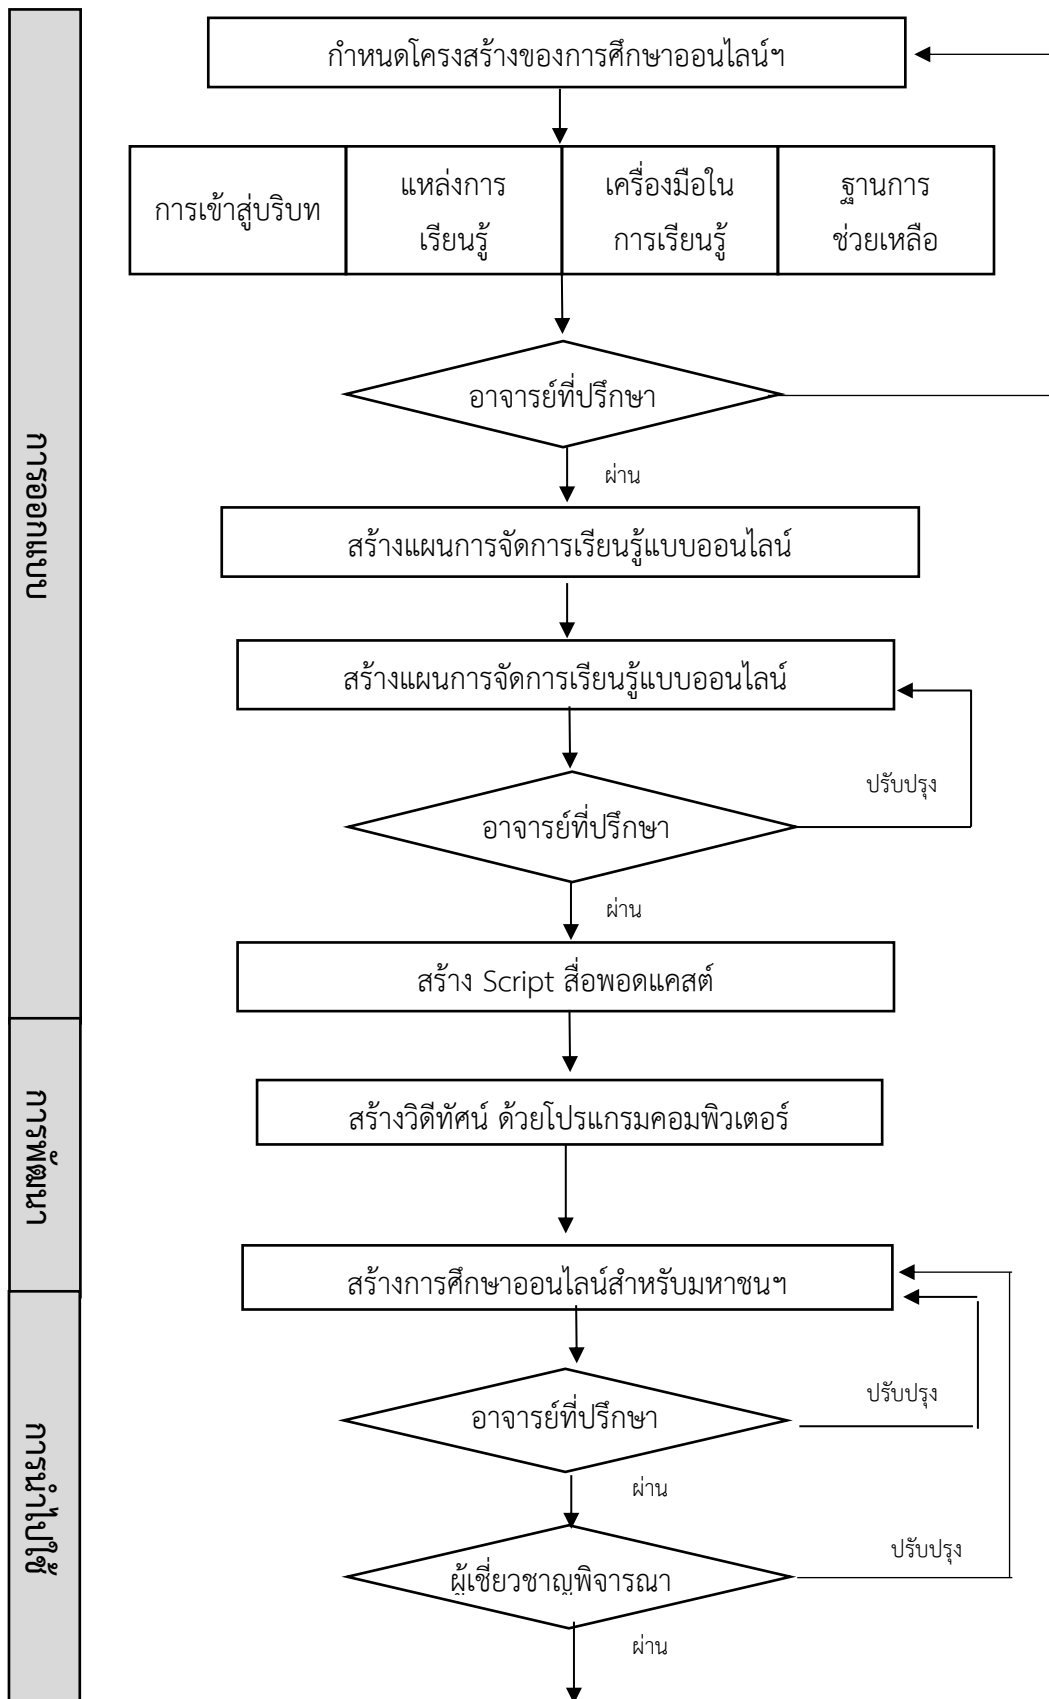 กำหนดโครงสร้างของการศึกษาออนไลน์ฯ
การเข้าสู่บริบท
แหล่งการ
เรียนรู้
เครื่องมือใน
การเรียนรู้
ฐานการ
ช่วยเหลือ
อาจารย์ที่ปรึกษา
ผ่าน
การออกแบบ
สร้างแผนการจัดการเรียนรู้แบบออนไลน์
สร้างแผนการจัดการเรียนรู้แบบออนไลน์
ปรับปรุง
อาจารย์ที่ปรึกษา
ผ่าน
สร้าง Script สื่อพอดแคสต์
การพัฒนา
สร้างวิดีทัศน์ ด้วยโปรแกรมคอมพิวเตอร์
สร้างการศึกษาออนไลน์สำหรับมหาชนฯ
ปรับปรุง
อาจารย์ที่ปรึกษา
ผ่าน
การนำไปใช้
ปรับปรุง
ผู้เชี่ยวชาญพิจารณา
ผ่าน